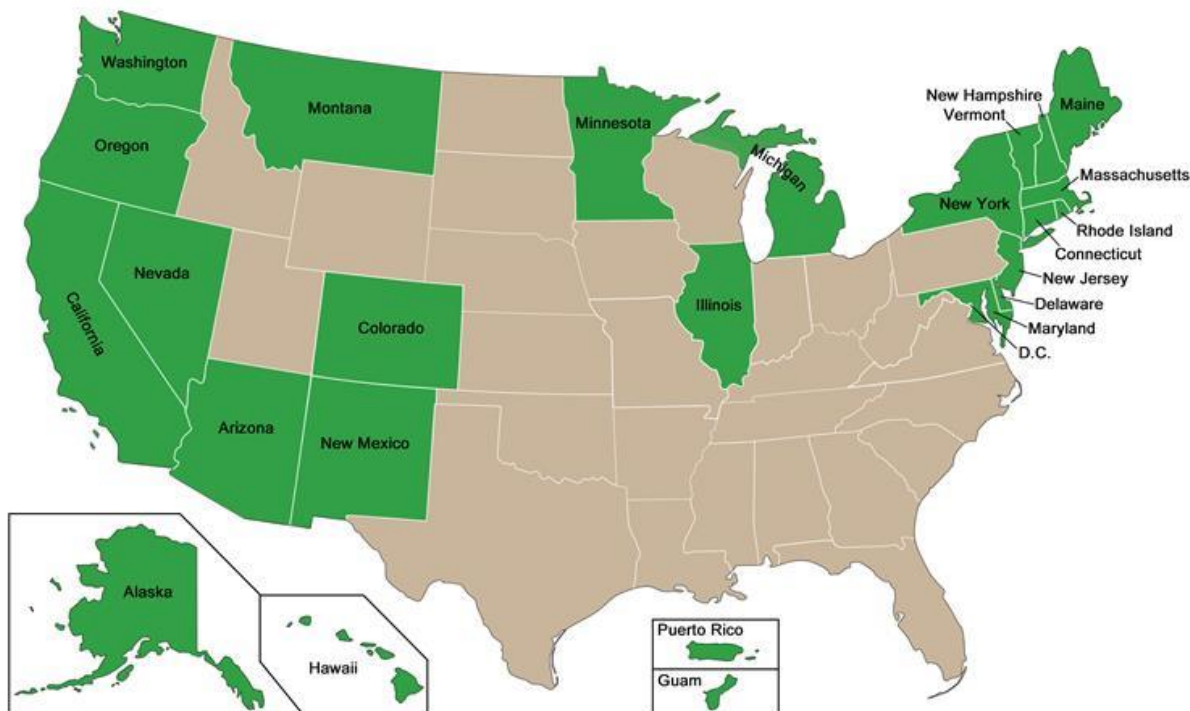 Washington
Montana
Minnesota
New Hampshire
Vermont
Maine
Oregon
Michigan
Massachusetts
New York
Rhode Island
Connecticut
Nevada
New Jersey
California
Colorado
Illinois
Delaware
Maryland
D.C.
Arizona
New Mexico
Alaska
Hawaii
Puerto Rico
Guam